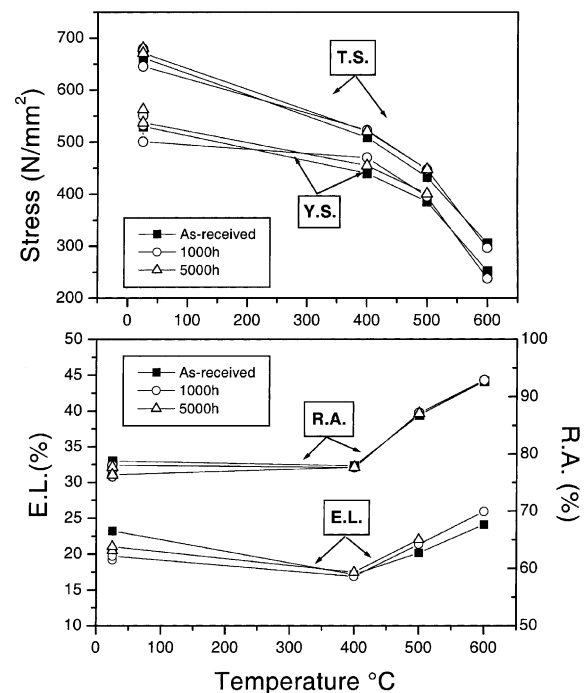 700
600
500
400
300
200
Stress (N/mm²)
T.S.
Y.S.
As-received
1000h
5000h
0 100 200 300 400 500 600
50
45
40
35
30
25
20
15
10
E.L.(%)
100
90
80
70
60
50
R.A. (%)
As-received
1000h
5000h
R.A.
E.L.
0 100 200 300 400 500 600
Temperature °C